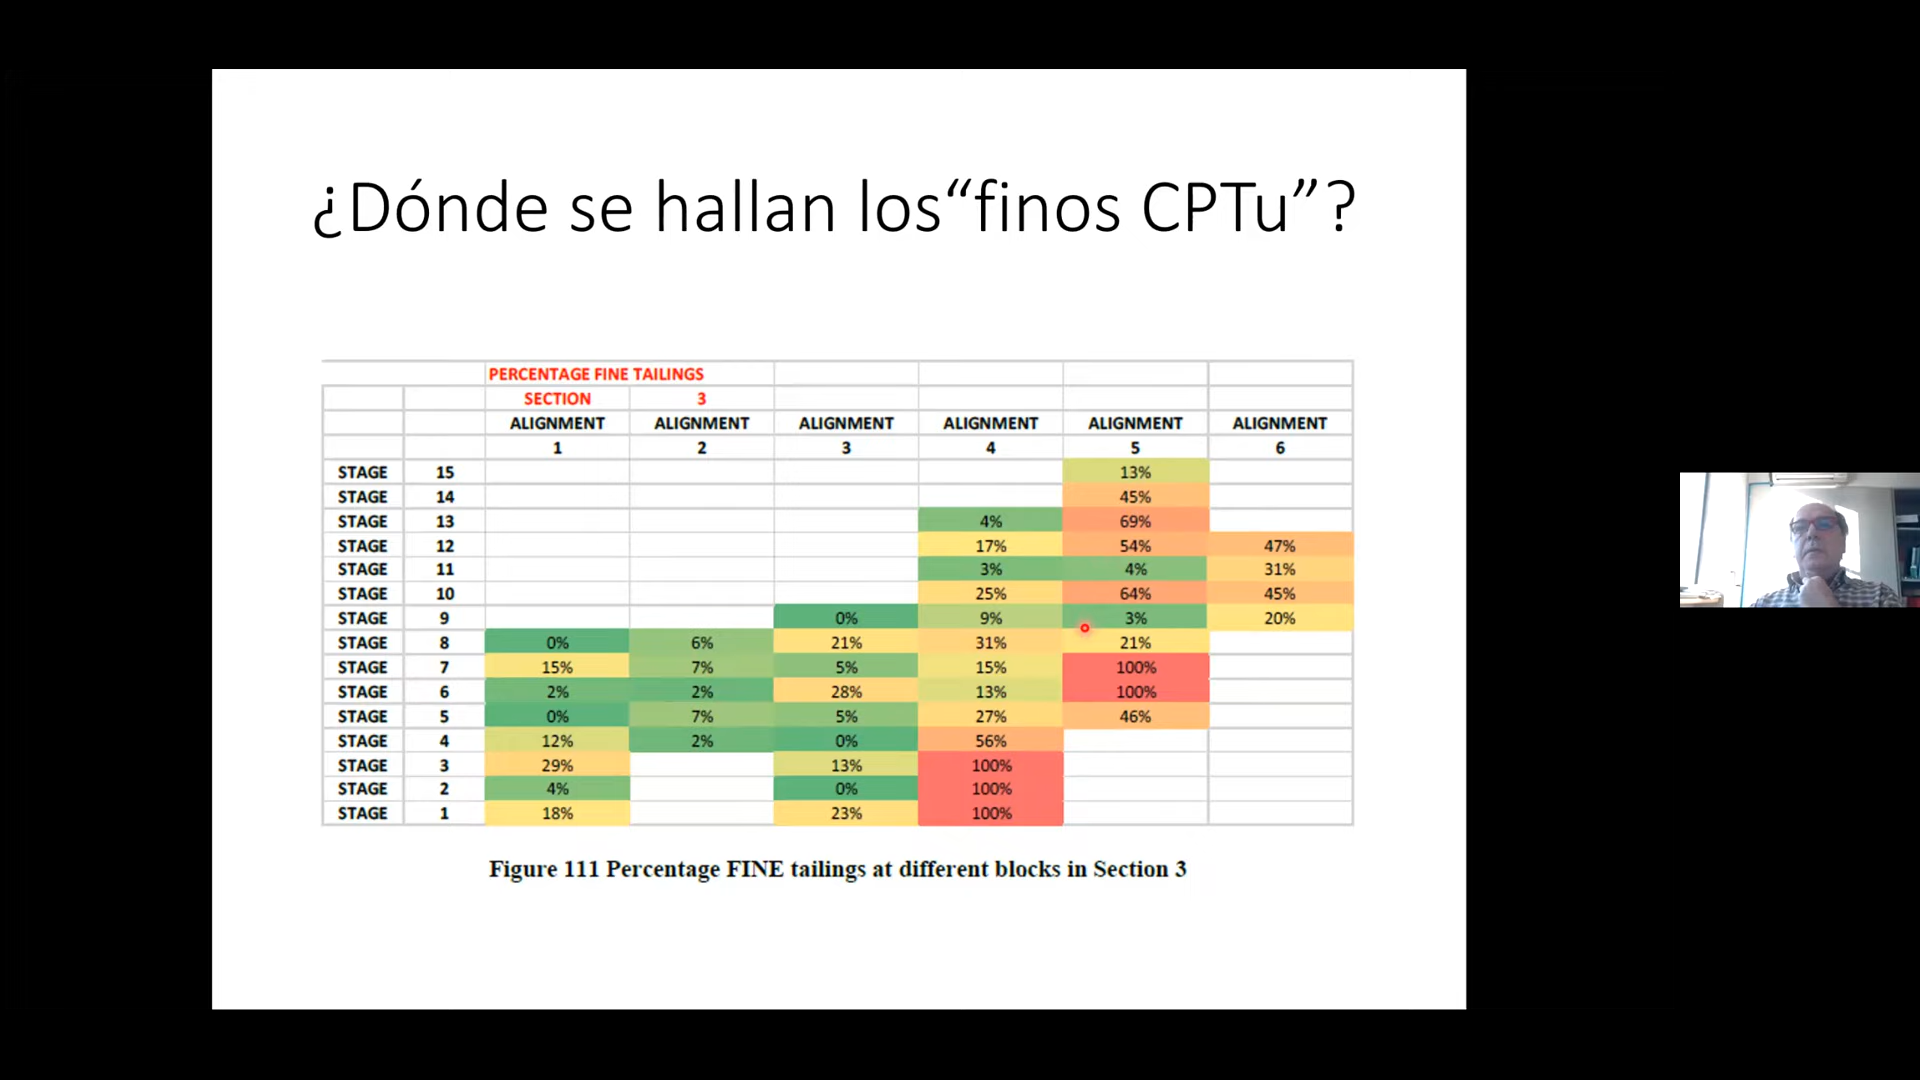 ¿Dónde se hallan los“finos CPTu”?
PERCENTAGE FINE TAILINGS
SECTION 3
ALIGNMENT ALIGNMENT ALIGNMENT ALIGNMENT ALIGNMENT ALIGNMENT
1 2 3 4 5 6
STAGE 15 13%
STAGE 14 45%
STAGE 13 4% 69%
STAGE 12 17% 54% 47%
STAGE 11 3% 4% 31%
STAGE 10 25% 64% 45%
STAGE 9 0% 9% 3% 20%
STAGE 8 0% 6% 21% 31% 21%
STAGE 7 15% 7% 5% 15% 100%
STAGE 6 2% 2% 28% 13% 100%
STAGE 5 0% 7% 5% 27% 46%
STAGE 4 12% 2% 0% 56%
STAGE 3 29% 13% 100%
STAGE 2 4% 0% 100%
STAGE 1 18% 23% 100%
Figure 111 Percentage FINE tailings at different blocks in Section 3